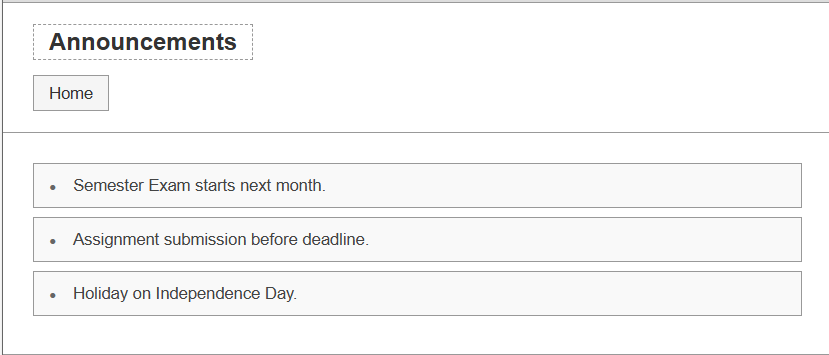 Announcements
Home
• Semester Exam starts next month.
• Assignment submission before deadline.
• Holiday on Independence Day.